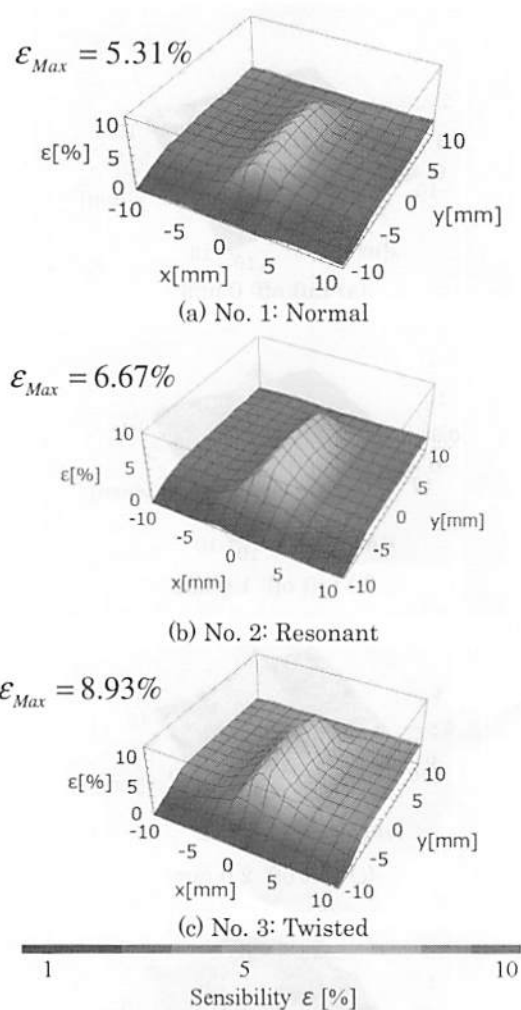 ε_Max = 5.31%
10
5
0
ε[%]
-10
-5
0
5
10
x[mm]
-10
-5
0
5
10
y[mm]
(a) No. 1: Normal
ε_Max = 6.67%
10
5
0
ε[%]
-10
-5
0
5
10
x[mm]
-10
-5
0
5
10
y[mm]
(b) No. 2: Resonant
ε_Max = 8.93%
10
5
0
ε[%]
-10
-5
0
5
10
x[mm]
-10
-5
0
5
10
y[mm]
(c) No. 3: Twisted
1 5 10
Sensibility ε [%]